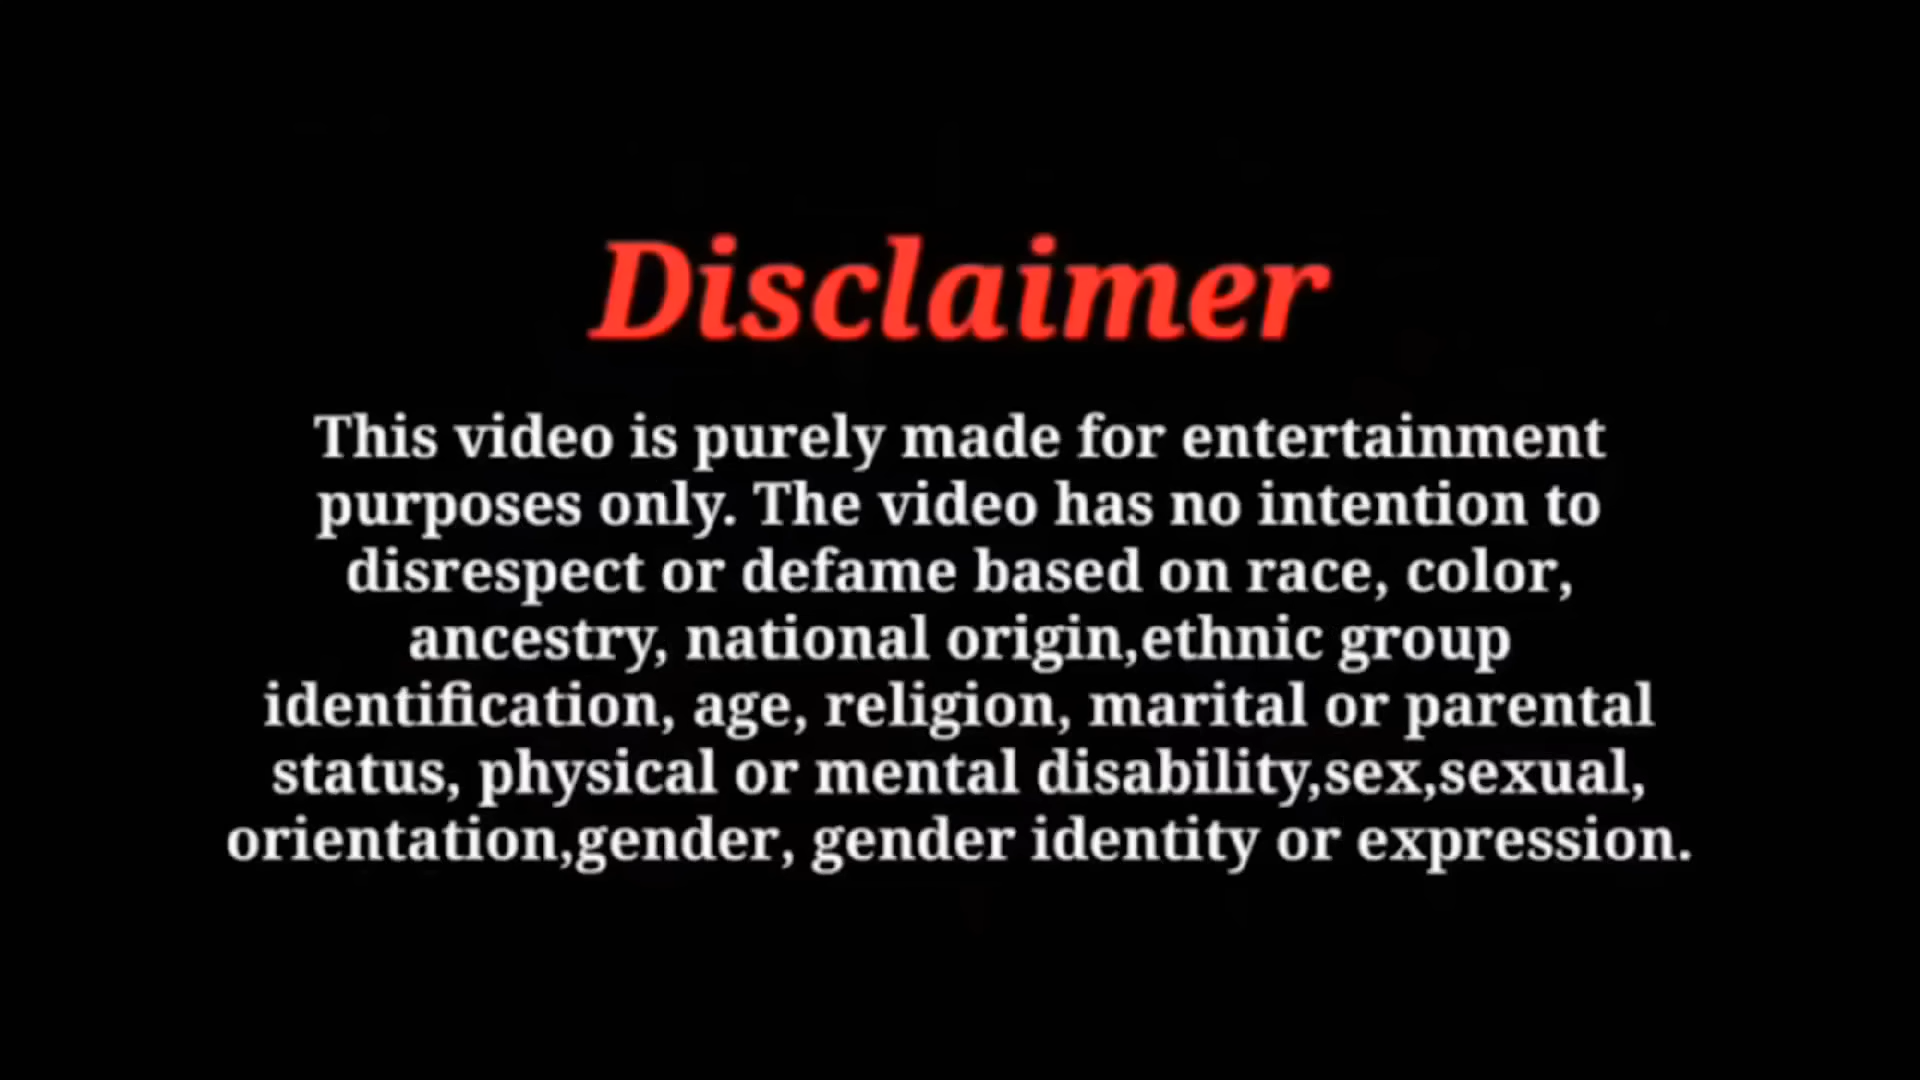 Disclaimer
This video is purely made for entertainment
purposes only. The video has no intention to
disrespect or defame based on race, color,
ancestry, national origin,ethnic group
identification, age, religion, marital or parental
status, physical or mental disability,sex,sexual,
orientation,gender, gender identity or expression.